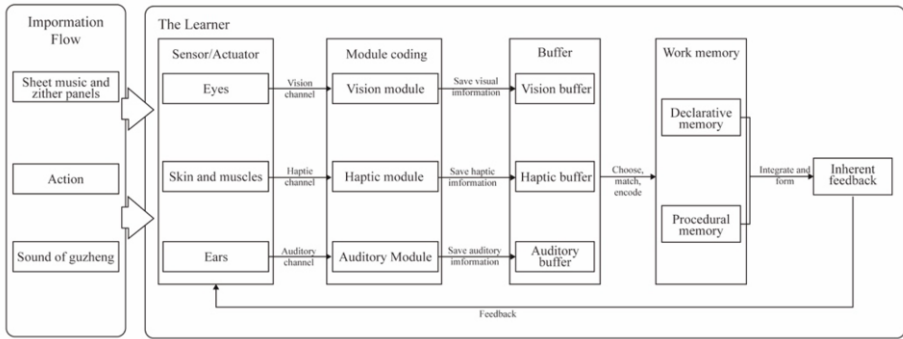 Impormation
Flow
Sheet music and
zither panels
Action
Sound of guzheng
The Learner
Sensor/Actuator
Eyes
Skin and muscles
Ears
Vision
channel
Haptic
channel
Auditory
channel
Module coding
Vision module
Haptic module
Auditory Module
Save visual
imformation
Save haptic
imformation
Save auditory
imformation
Buffer
Vision buffer
Haptic buffer
Auditory
buffer
Choose,
match,
encode
Work memory
Declarative
memory
Procedural
memory
Integrate and
form
Inherent
feedback
Feedback